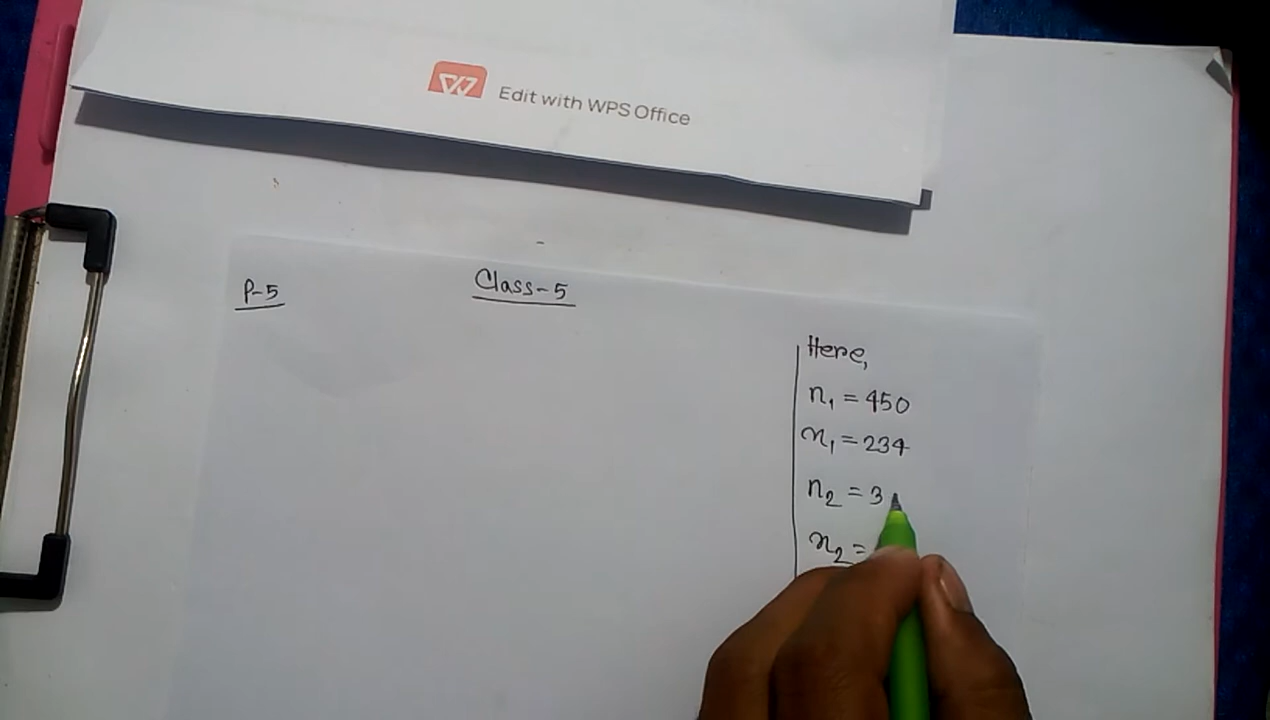 Edit with WPS Office
P-5
Class-5
Here,
n₁ = 450
x₁ = 234
n₂ = 3
x₂ =